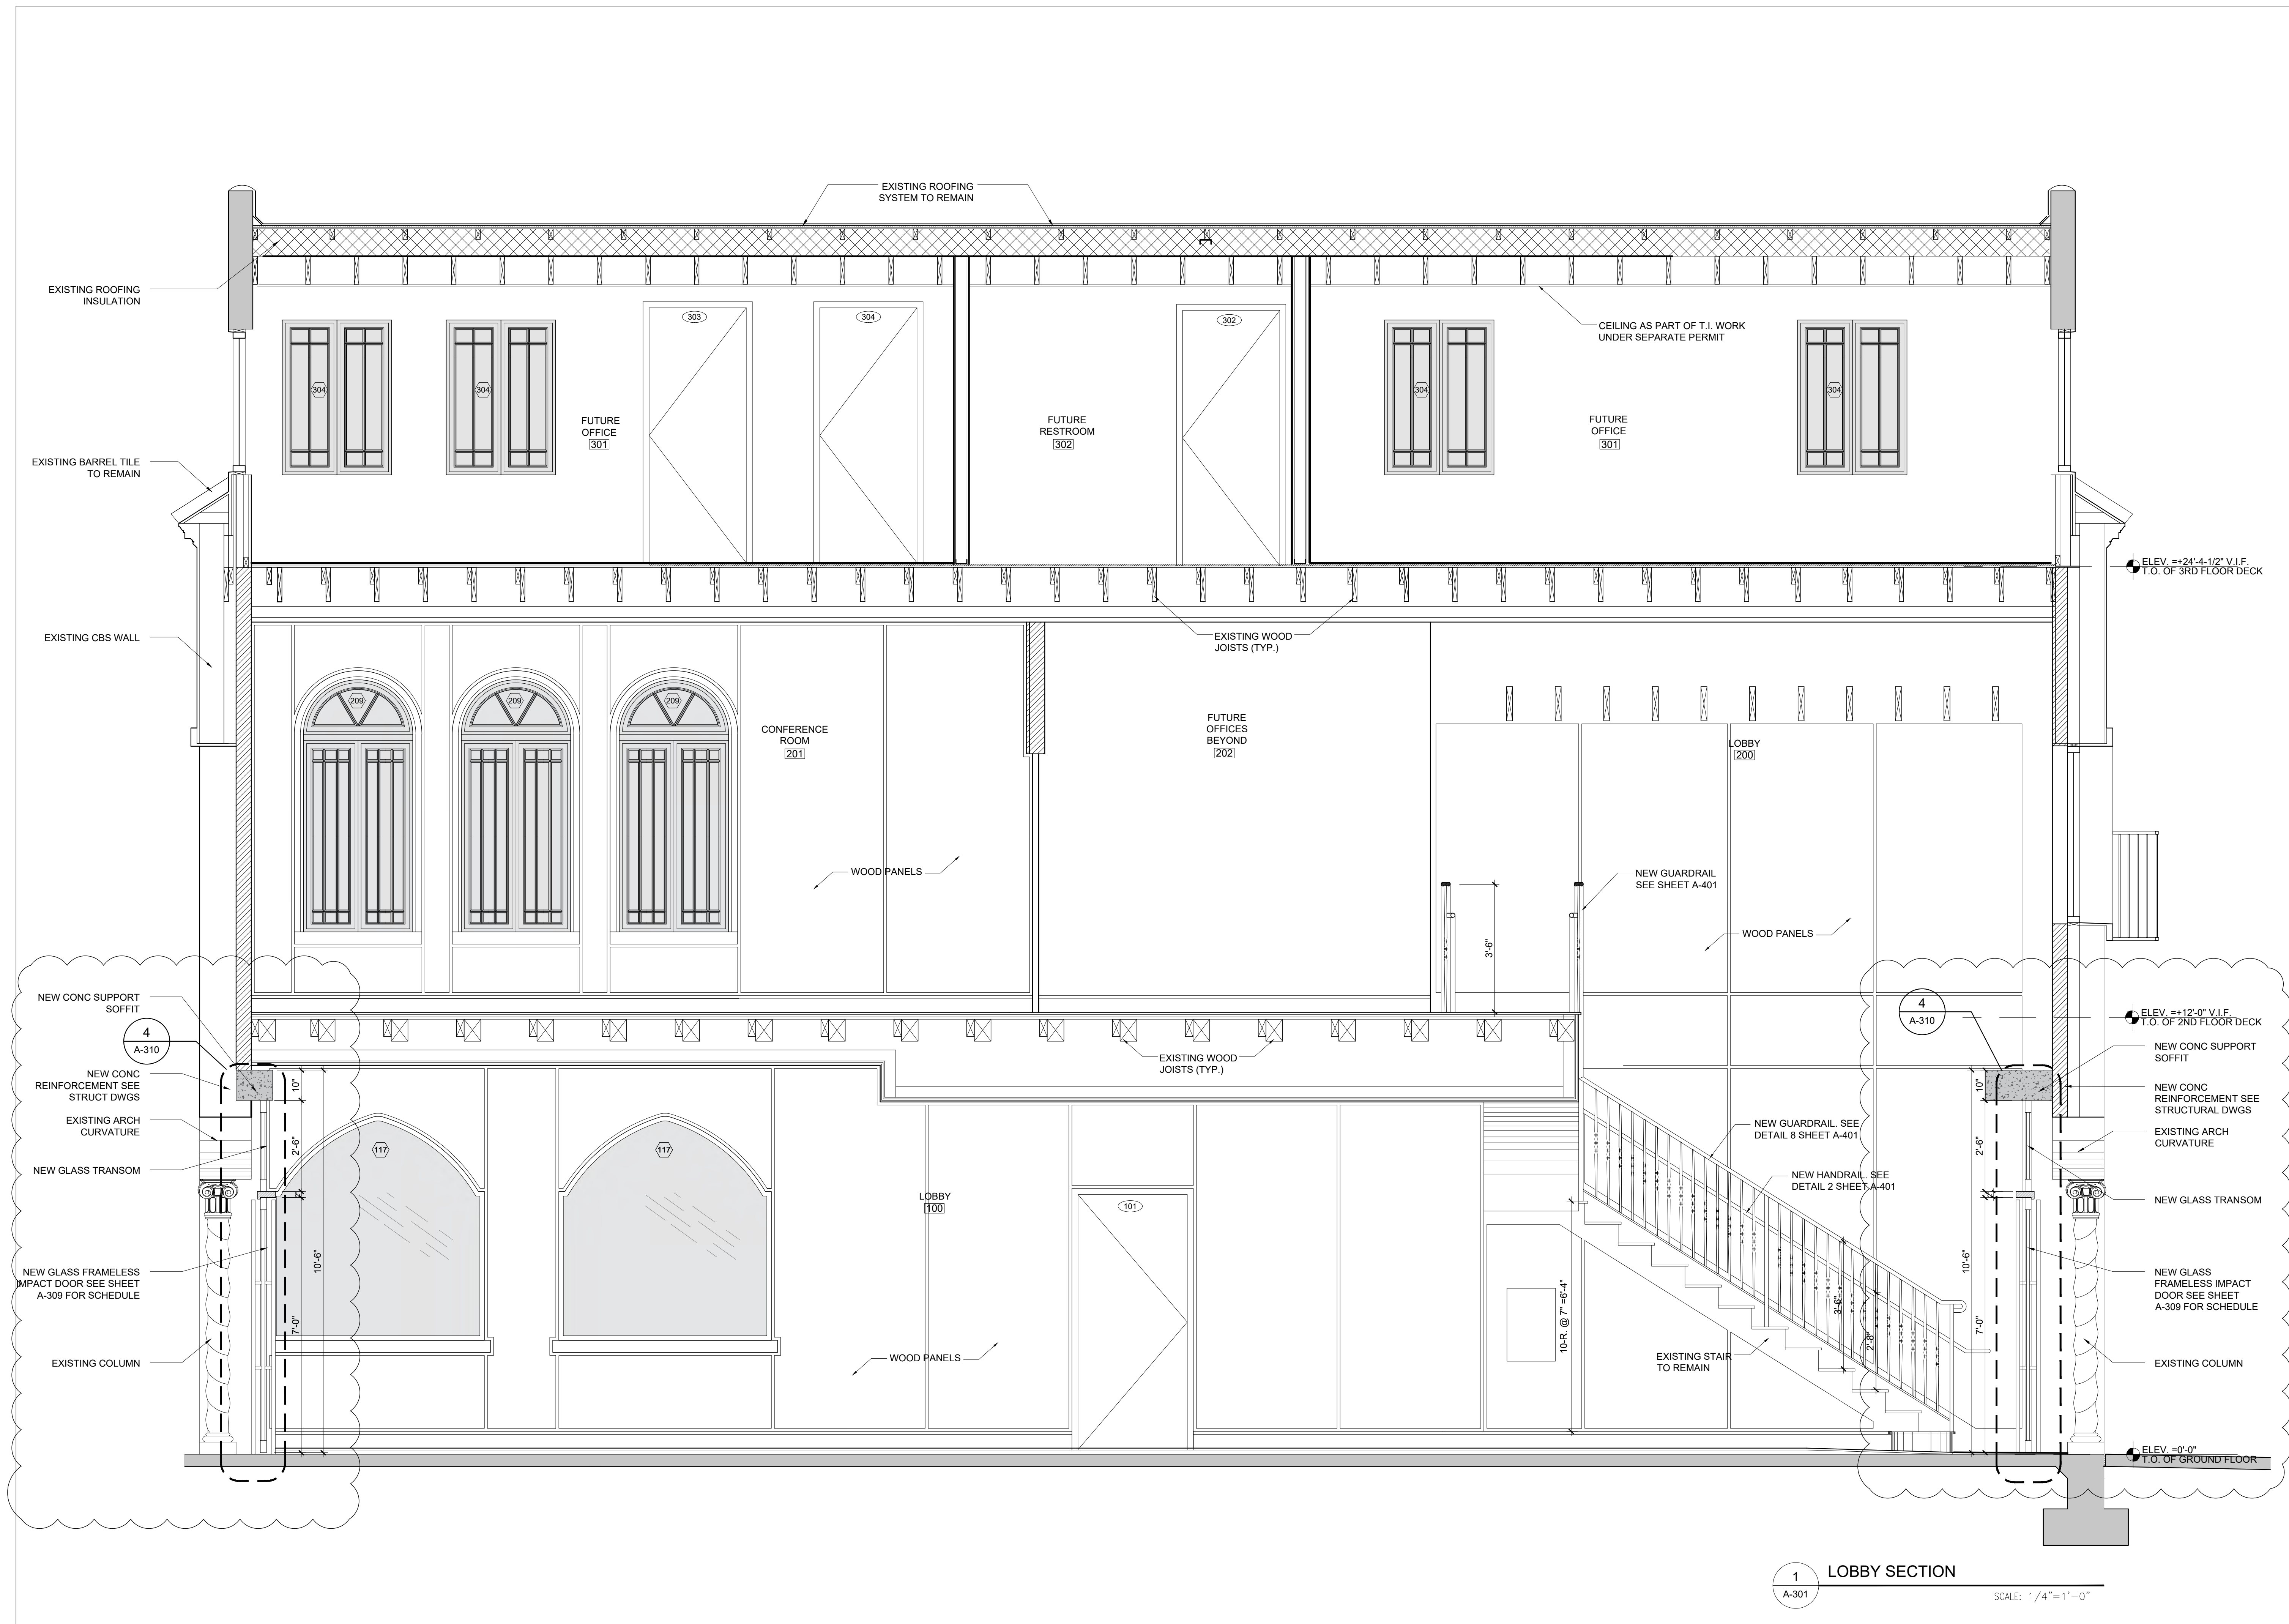 EXISTING ROOFING
SYSTEM TO REMAIN
EXISTING ROOFING
INSULATION
303
304
302
CEILING AS PART OF T.I. WORK
UNDER SEPARATE PERMIT
304
304
304
304
FUTURE
OFFICE
301
FUTURE
RESTROOM
302
FUTURE
OFFICE
301
EXISTING BARREL TILE
TO REMAIN
ELEV. =+24'-4-1/2" V.I.F.
T.O. OF 3RD FLOOR DECK
EXISTING CBS WALL
EXISTING WOOD
JOISTS (TYP.)
209
209
209
CONFERENCE
ROOM
201
FUTURE
OFFICES
BEYOND
202
LOBBY
200
WOOD PANELS
NEW GUARDRAIL
SEE SHEET A-401
WOOD PANELS
3'-6"
NEW CONC SUPPORT
SOFFIT
4
A-310
4
A-310
ELEV. =+12'-0" V.I.F.
T.O. OF 2ND FLOOR DECK
EXISTING WOOD
JOISTS (TYP.)
NEW CONC SUPPORT
SOFFIT
NEW CONC
REINFORCEMENT SEE
STRUCT DWGS
10"
10"
NEW CONC
REINFORCEMENT SEE
STRUCTURAL DWGS
EXISTING ARCH
CURVATURE
2'-6"
117
117
NEW GUARDRAIL. SEE
DETAIL 8 SHEET A-401
2'-6"
EXISTING ARCH
CURVATURE
NEW GLASS TRANSOM
NEW HANDRAIL. SEE
DETAIL 2 SHEET A-401
NEW GLASS TRANSOM
LOBBY
100
101
10'-6"
10'-6"
NEW GLASS FRAMELESS
IMPACT DOOR SEE SHEET
A-309 FOR SCHEDULE
NEW GLASS
FRAMELESS IMPACT
DOOR SEE SHEET
A-309 FOR SCHEDULE
7'-0"
10-R. @ 7" =6'-4"
3'-6"
2'-8"
7'-0"
EXISTING COLUMN
WOOD PANELS
EXISTING STAIR
TO REMAIN
EXISTING COLUMN
ELEV. =0'-0"
T.O. OF GROUND FLOOR
1
A-301
LOBBY SECTION
SCALE: 1/4"=1'-0"